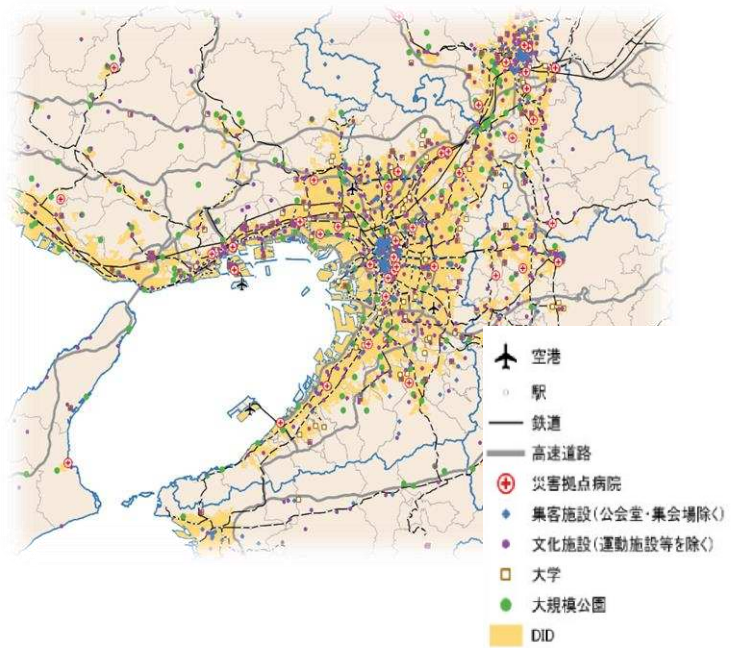 空港
駅
鉄道
高速道路
災害拠点病院
集客施設(公会堂・集会場除く)
文化施設(運動施設等を除く)
大学
大規模公園
DID